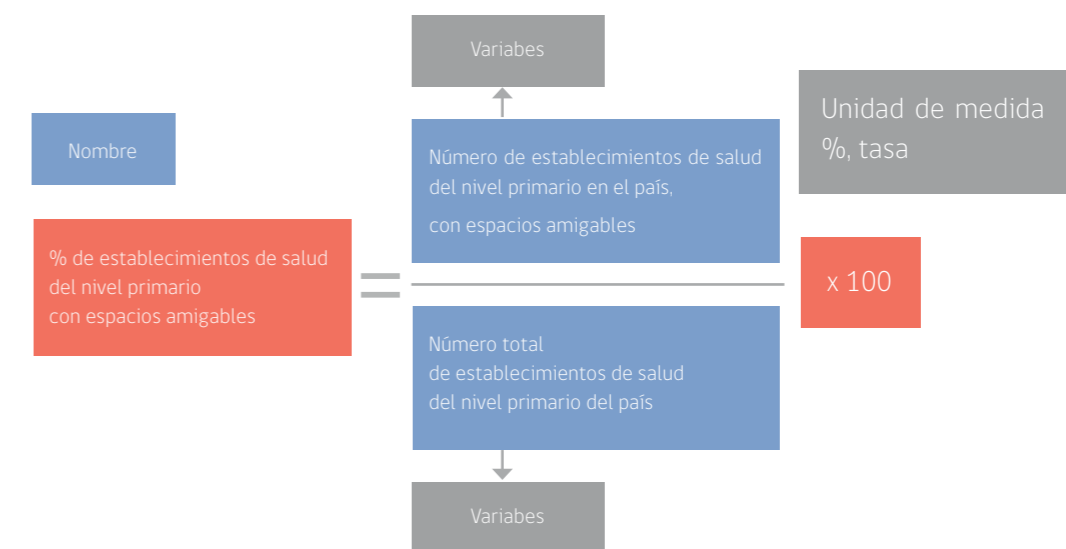 Variabes
Unidad de medida
%, tasa
Nombre
Número de establecimientos de salud
del nivel primario en el país,
con espacios amigables
% de establecimientos de salud
del nivel primario
con espacios amigables
=
x 100
Número total
de establecimientos de salud
del nivel primario del país
Variabes